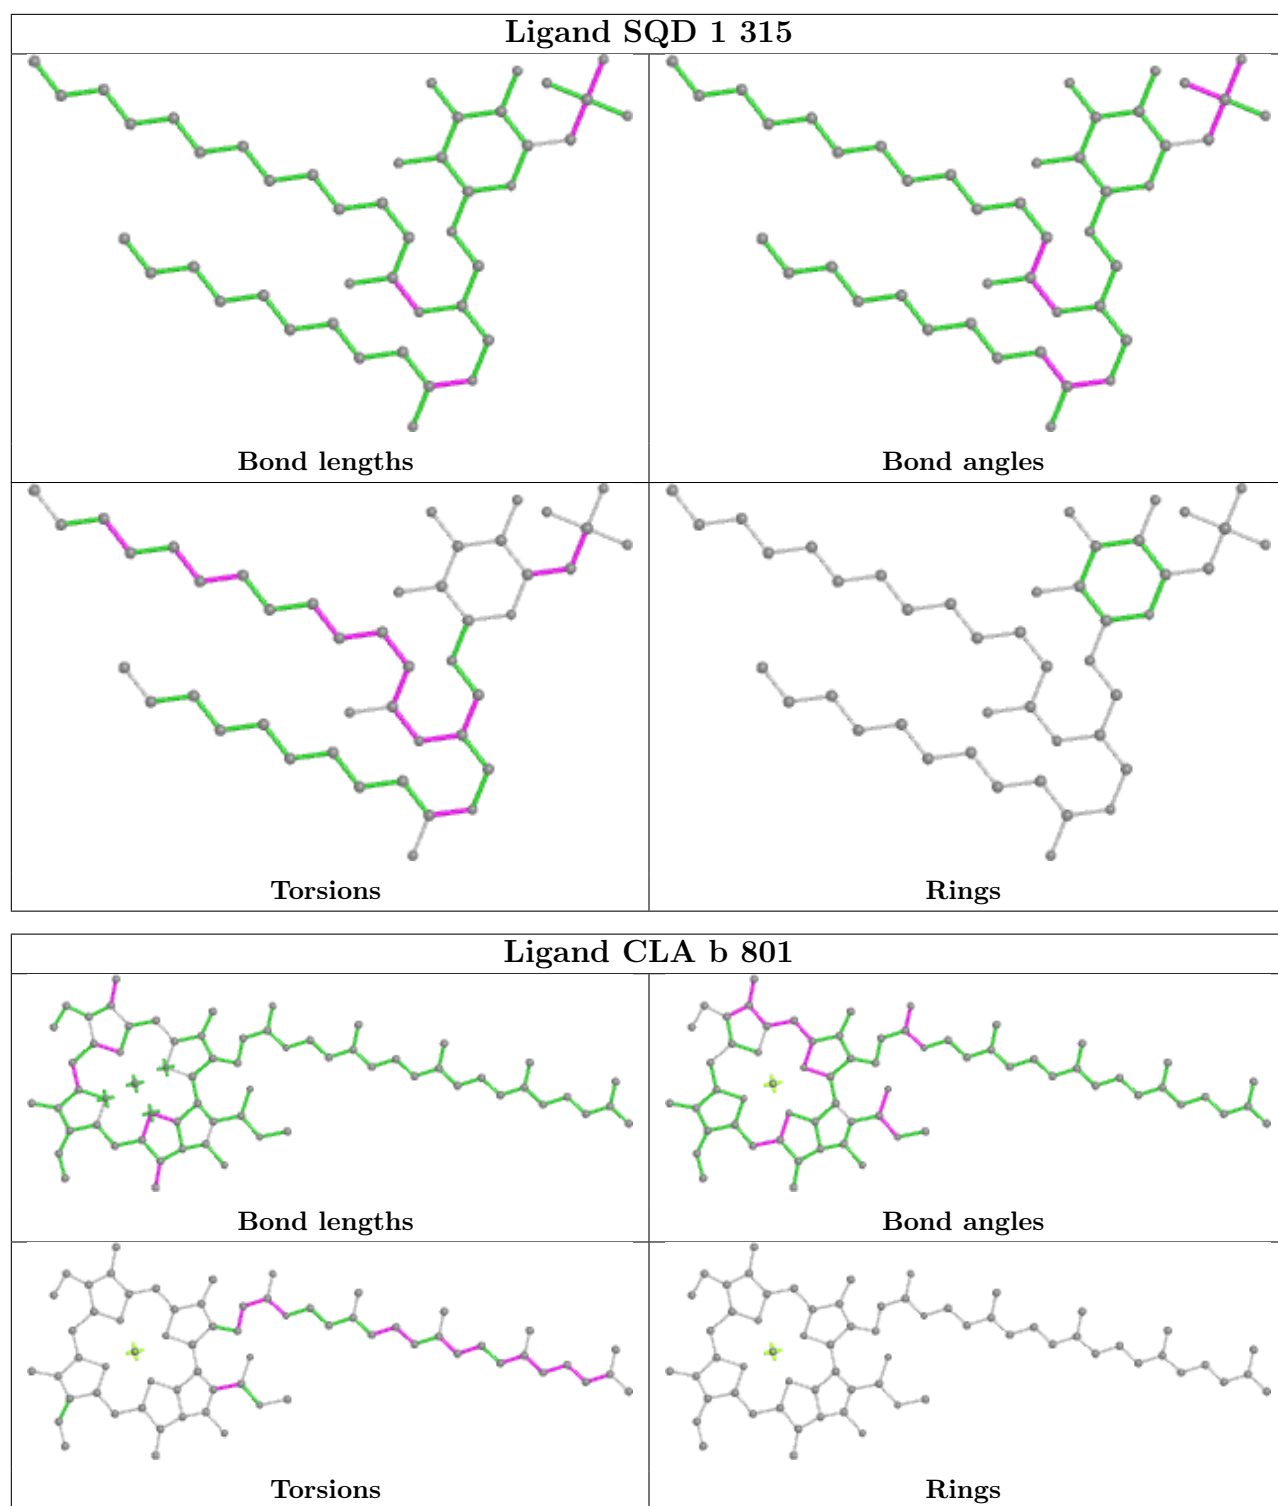 Ligand SQD 1 315
Bond lengths
Bond angles
Torsions
Rings
Ligand CLA b 801
Bond lengths
Bond angles
Torsions
Rings